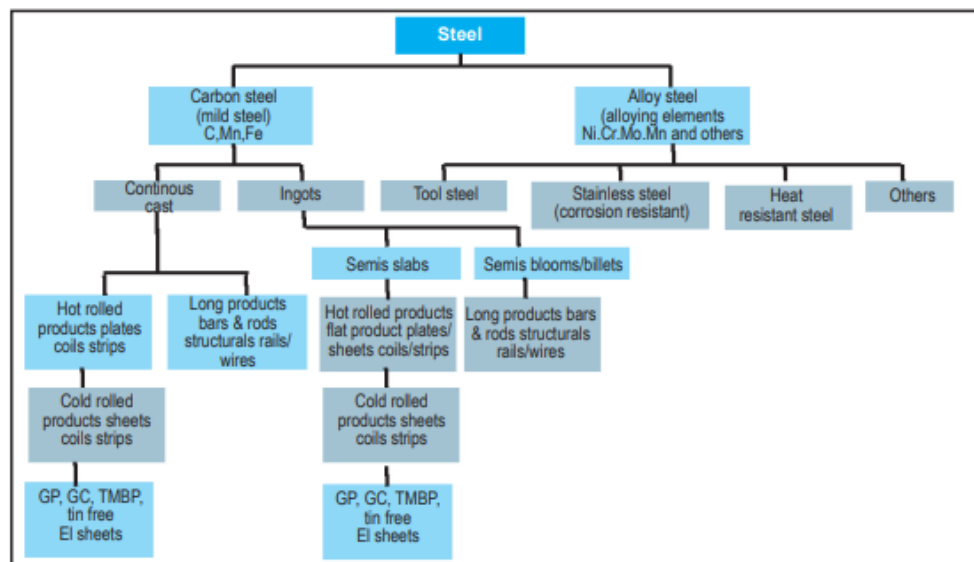 Steel
Carbon steel
(mild steel)
C,Mn,Fe
Alloy steel
(alloying elements
Ni.Cr.Mo.Mn and others
Continous
cast
Ingots
Tool steel
Stainless steel
(corrosion resistant)
Heat
resistant steel
Others
Semis slabs
Semis blooms/billets
Hot rolled
products plates
coils strips
Long products
bars & rods
structurals rails/
wires
Hot rolled products
flat product plates/
sheets coils/strips
Long products bars
& rods structurals
rails/wires
Cold rolled
products sheets
coils strips
Cold rolled
products sheets
coils strips
GP, GC, TMBP,
tin free
El sheets
GP, GC, TMBP,
tin free
El sheets